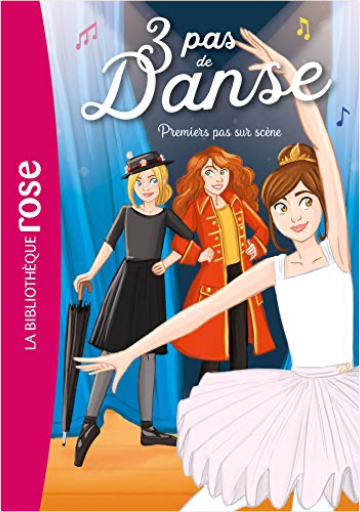 3 pas
de
Danse
Premiers pas sur scène
LA BIBLIOTHÈQUE rose